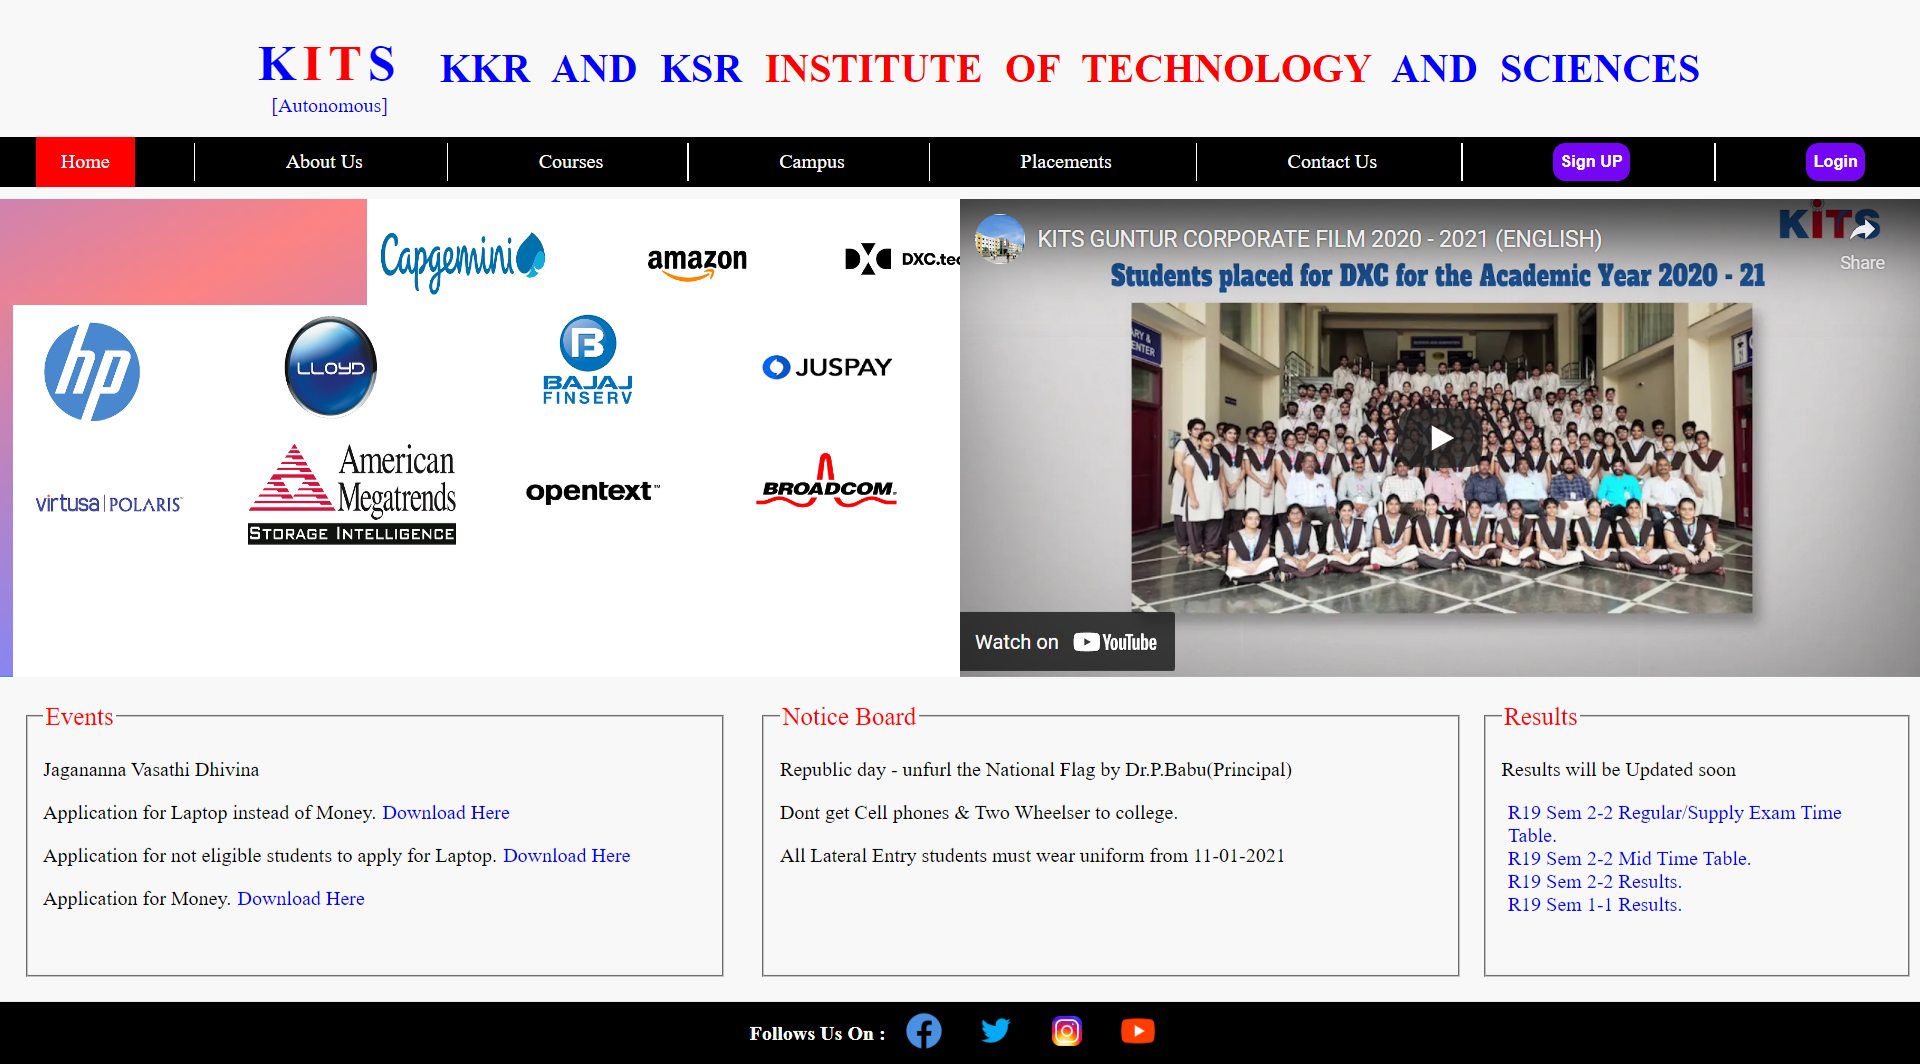 KITS
KKR AND KSR INSTITUTE OF TECHNOLOGY AND SCIENCES
[Autonomous]
Home
About Us
Courses
Campus
Placements
Contact Us
Sign UP
Login
Capgemini
amazon
DXC.tec
hp
LLOYD
BAJAJ
FINSERV
JUSPAY
virtusa POLARIS
American
Megatrends
STORAGE INTELLIGENCE
opentext™
BROADCOM
KITS GUNTUR CORPORATE FILM 2020 - 2021 (ENGLISH)
KITS
Share
Students placed for DXC for the Academic Year 2020 - 21
Watch on YouTube
Events
Jagananna Vasathi Dhivina
Application for Laptop instead of Money. Download Here
Application for not eligible students to apply for Laptop. Download Here
Application for Money. Download Here
Notice Board
Republic day - unfurl the National Flag by Dr.P.Babu(Principal)
Dont get Cell phones & Two Wheelser to college.
All Lateral Entry students must wear uniform from 11-01-2021
Results
Results will be Updated soon
R19 Sem 2-2 Regular/Supply Exam Time
Table.
R19 Sem 2-2 Mid Time Table.
R19 Sem 2-2 Results.
R19 Sem 1-1 Results.
Follows Us On :